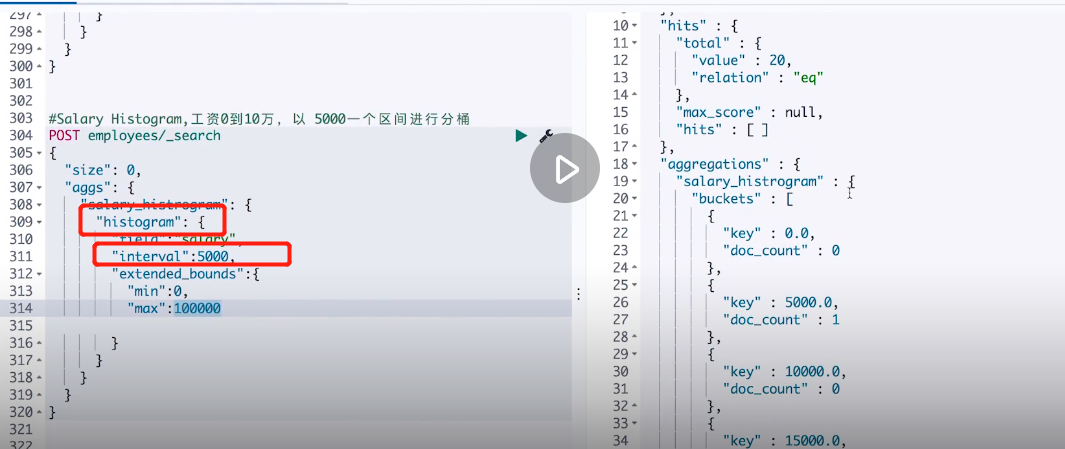 297 }
298 }
299 }
300 }
301
302
303 #Salary Histogram,工资0到10万, 以 5000一个区间进行分桶
304 POST employees/_search
305 {
306 "size": 0,
307 "aggs": {
308 "salary_histrogram": {
309 "histogram": {
310 "field":"salary",
311 "interval":5000,
312 "extended_bounds":{
313 "min":0,
314 "max":100000
315
316 }
317 }
318 }
319 }
320 }
321
322
10 "hits" : {
11 "total" : {
12 "value" : 20,
13 "relation" : "eq"
14 },
15 "max_score" : null,
16 "hits" : [ ]
17 },
18 "aggregations" : {
19 "salary_histrogram" : {
20 "buckets" : [
21 {
22 "key" : 0.0,
23 "doc_count" : 0
24 },
25 {
26 "key" : 5000.0,
27 "doc_count" : 1
28 },
29 {
30 "key" : 10000.0,
31 "doc_count" : 0
32 },
33 {
34 "key" : 15000.0,